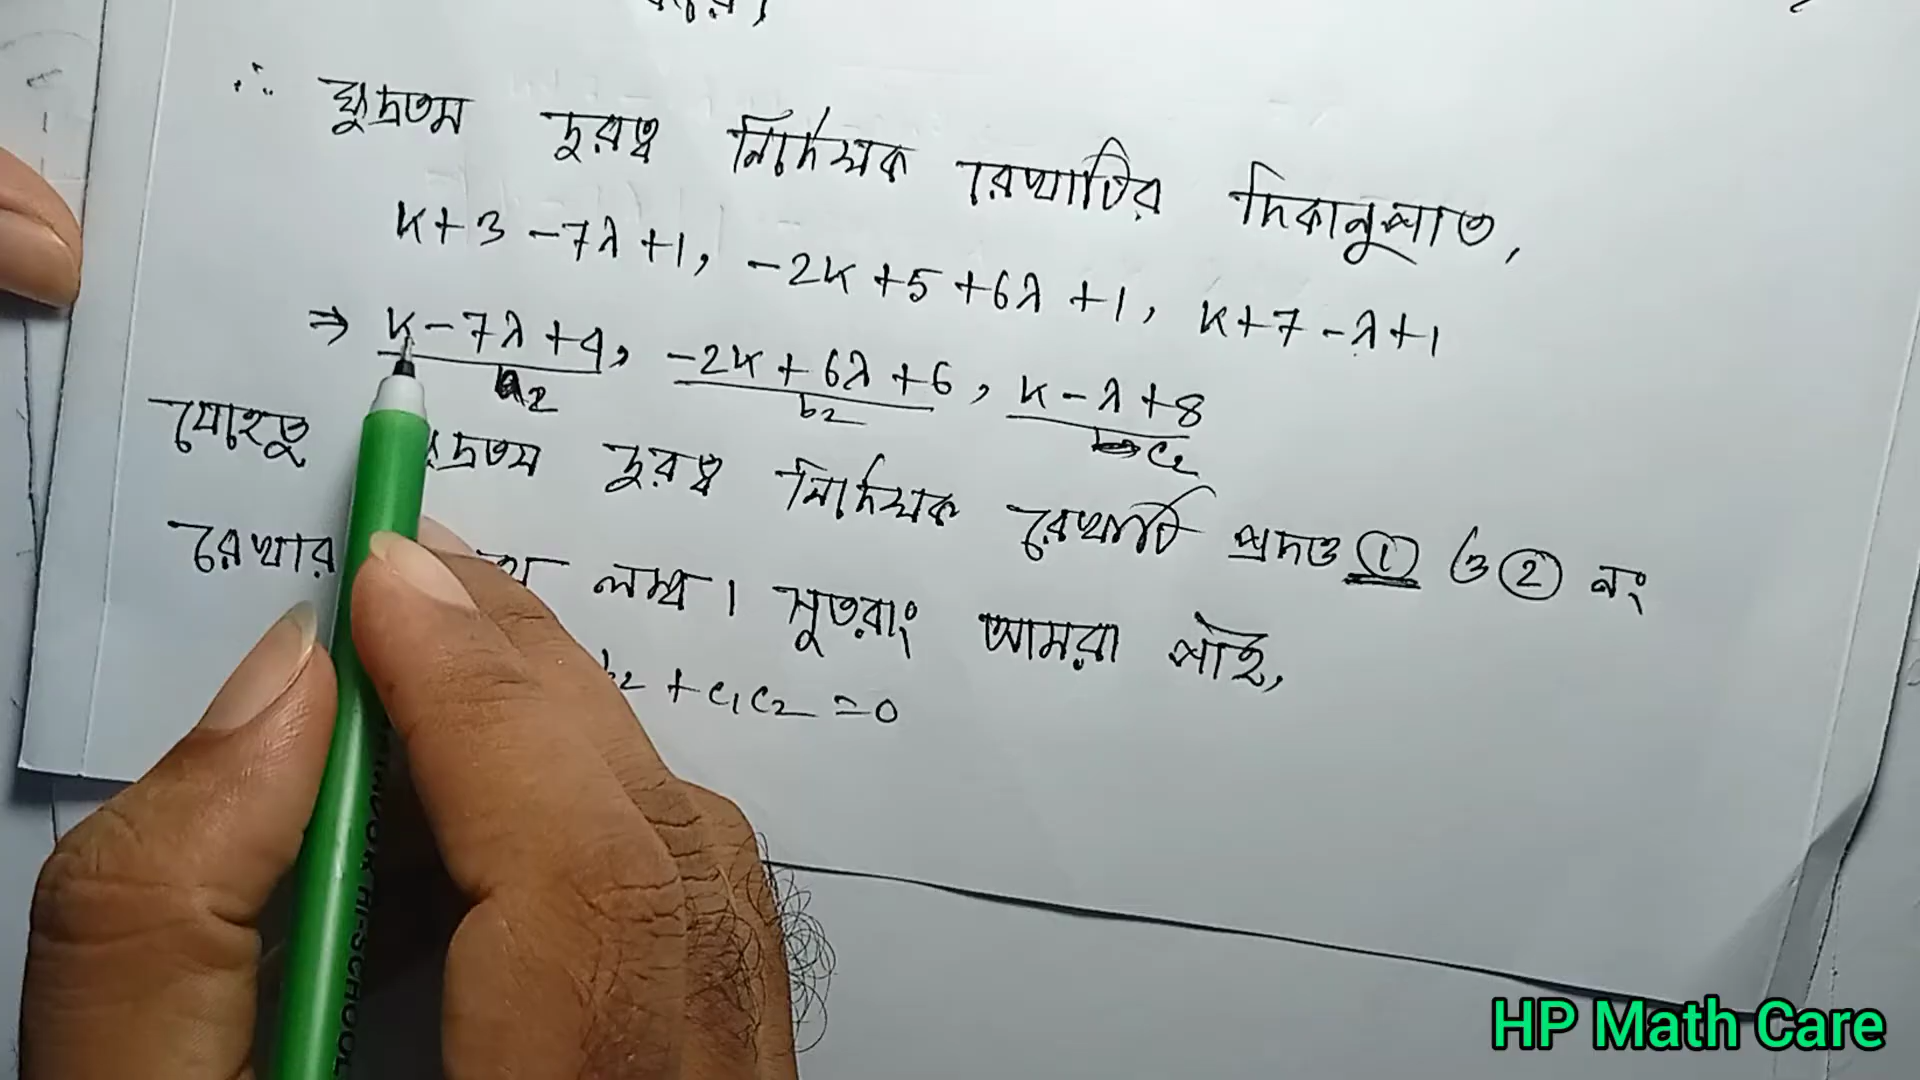 ∴ ক্ষুদ্রতম দুরত্ব নির্দেশক রেখাটির দিকানুপাত,
k+3 -7λ +1, -2k +5 +6λ +1, k+7 -λ+1
⇒ k - 7λ +4, -2k + 6λ +6, k - λ +8
a₂ b₂ c₂
যেহেতু দুরত্ব নির্দেশক রেখাটি প্রদত্ত ① ও ② নং
রেখার লম্ব। সুতরাং আমরা পাই,
+ c₁c₂ = 0
HP Math Care